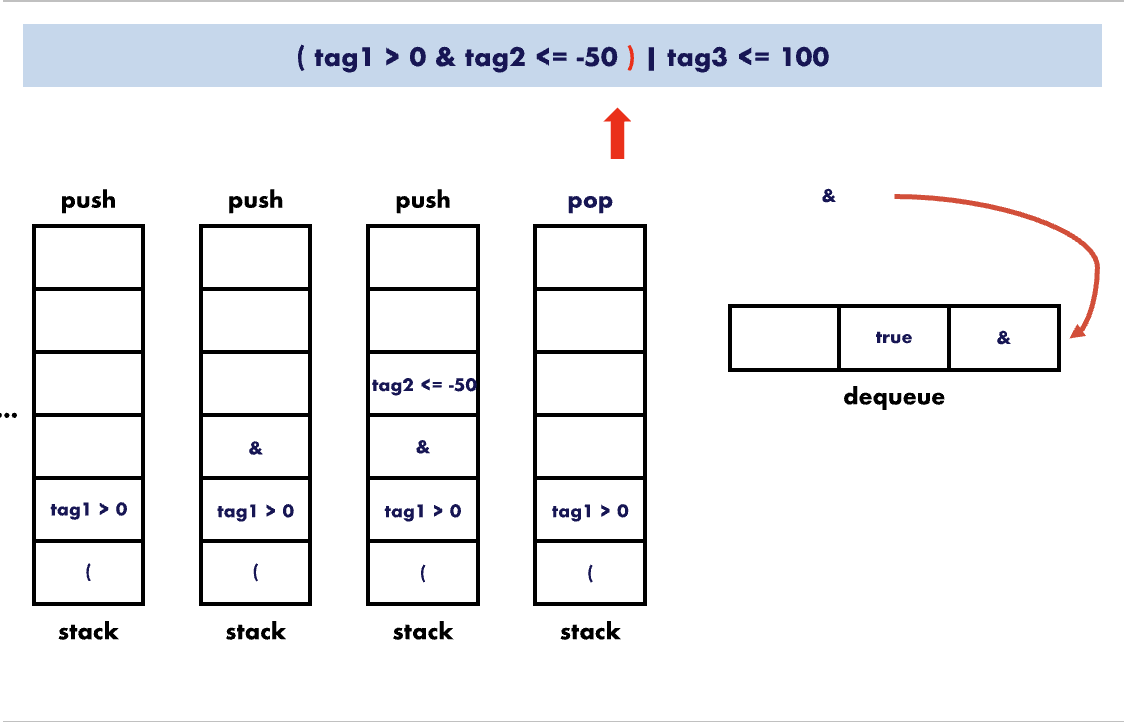 ( tag1 > 0 & tag2 <= -50 ) | tag3 <= 100
push
push
push
pop
&
tag2 <= -50
true
&
...
&
&
dequeue
tag1 > 0
tag1 > 0
tag1 > 0
tag1 > 0
(
(
(
(
stack
stack
stack
stack